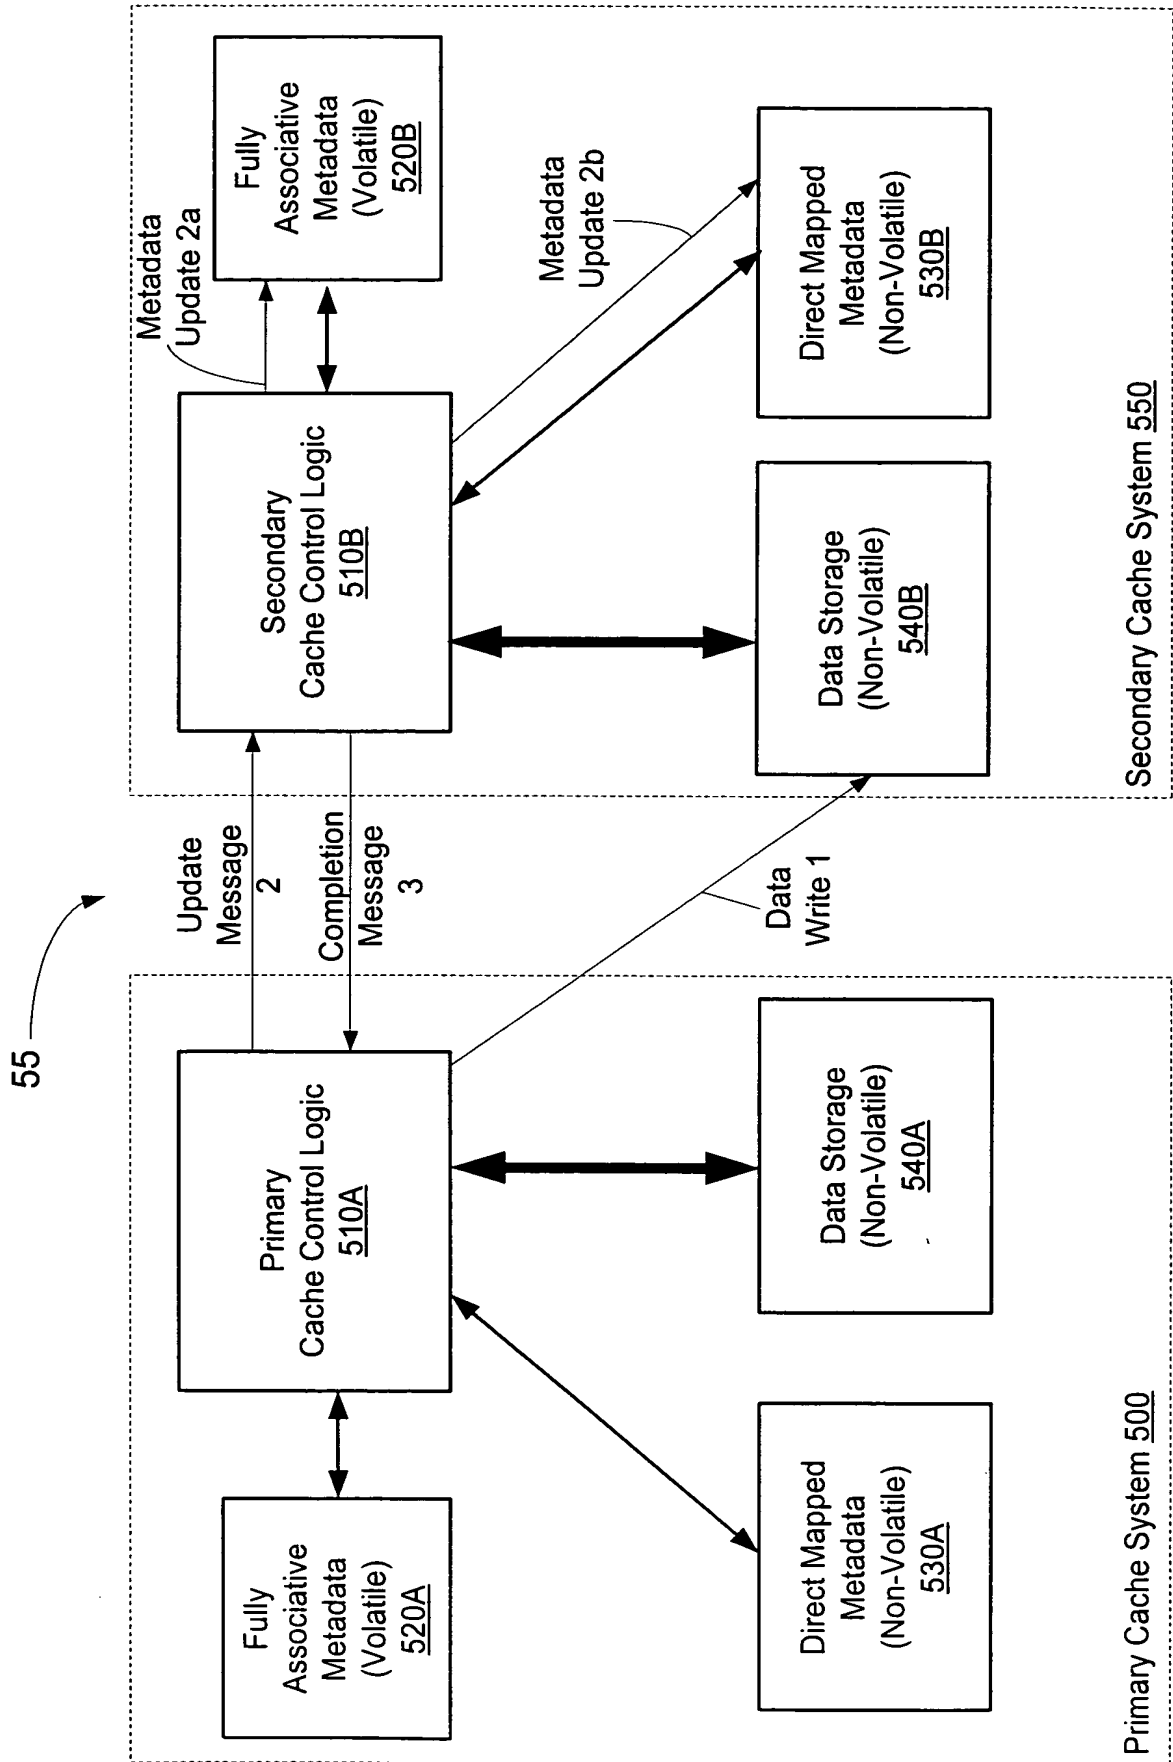 55
Fully
Associative
Metadata
(Volatile)
520A
Primary
Cache Control Logic
510A
Direct Mapped
Metadata
(Non-Volatile)
530A
Data Storage
(Non-Volatile)
540A
Primary Cache System 500
Update
Message
2
Completion
Message
3
Data
Write 1
Secondary
Cache Control Logic
510B
Metadata
Update 2a
Fully
Associative
Metadata
(Volatile)
520B
Metadata
Update 2b
Data Storage
(Non-Volatile)
540B
Direct Mapped
Metadata
(Non-Volatile)
530B
Secondary Cache System 550